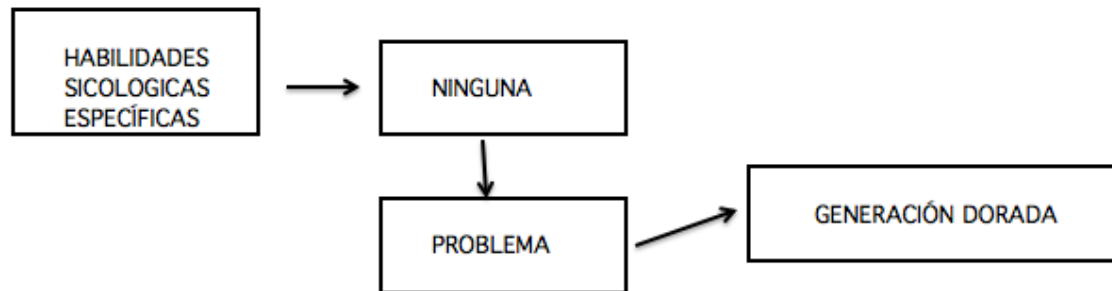 HABILIDADES
SICOLOGICAS
ESPECÍFICAS
NINGUNA
PROBLEMA
GENERACIÓN DORADA